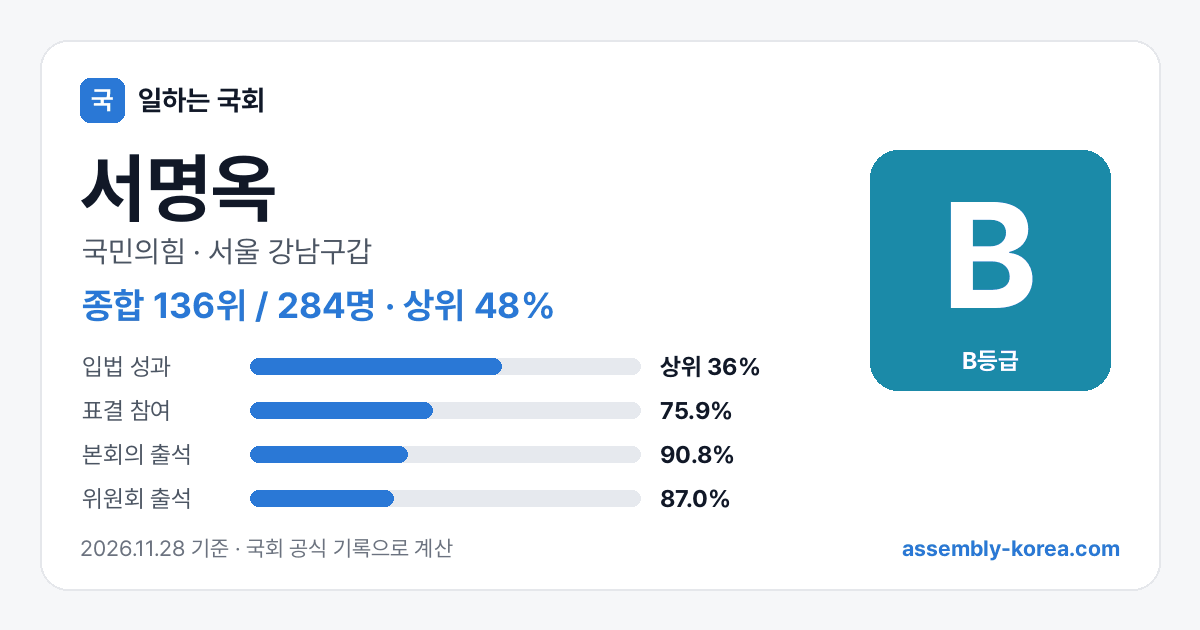 국 일하는 국회
서명옥
국민의힘 · 서울 강남구갑
종합 136위 / 284명 · 상위 48%
B
B등급
입법 성과 상위 36%
표결 참여 75.9%
본회의 출석 90.8%
위원회 출석 87.0%
2026.11.28 기준 · 국회 공식 기록으로 계산
assembly-korea.com